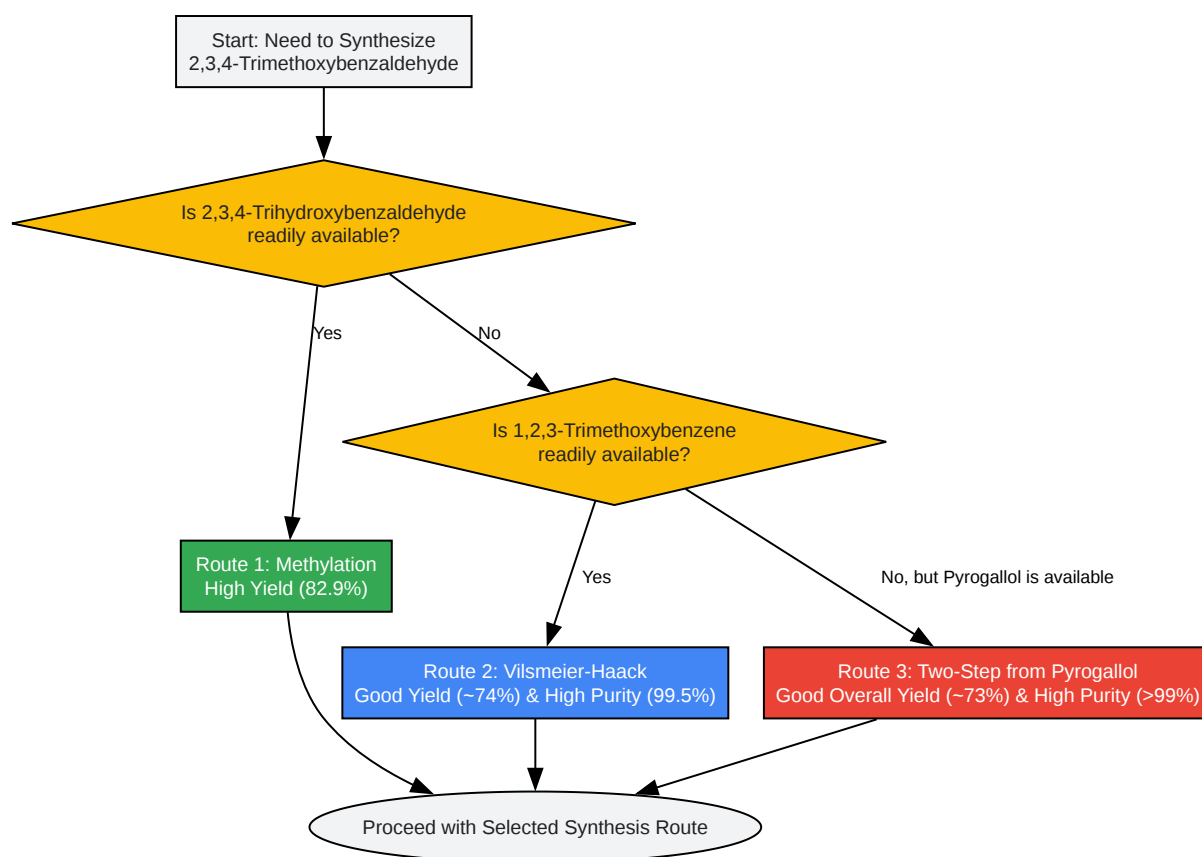 Start: Need to Synthesize
2,3,4-Trimethoxybenzaldehyde
Is 2,3,4-Trihydroxybenzaldehyde
readily available?
Yes
No
Is 1,2,3-Trimethoxybenzene
readily available?
Route 1: Methylation
High Yield (82.9%)
Yes
No, but Pyrogallol is available
Route 2: Vilsmeier-Haack
Good Yield (~74%) & High Purity (99.5%)
Route 3: Two-Step from Pyrogallol
Good Overall Yield (~73%) & High Purity (>99%)
Proceed with Selected Synthesis Route